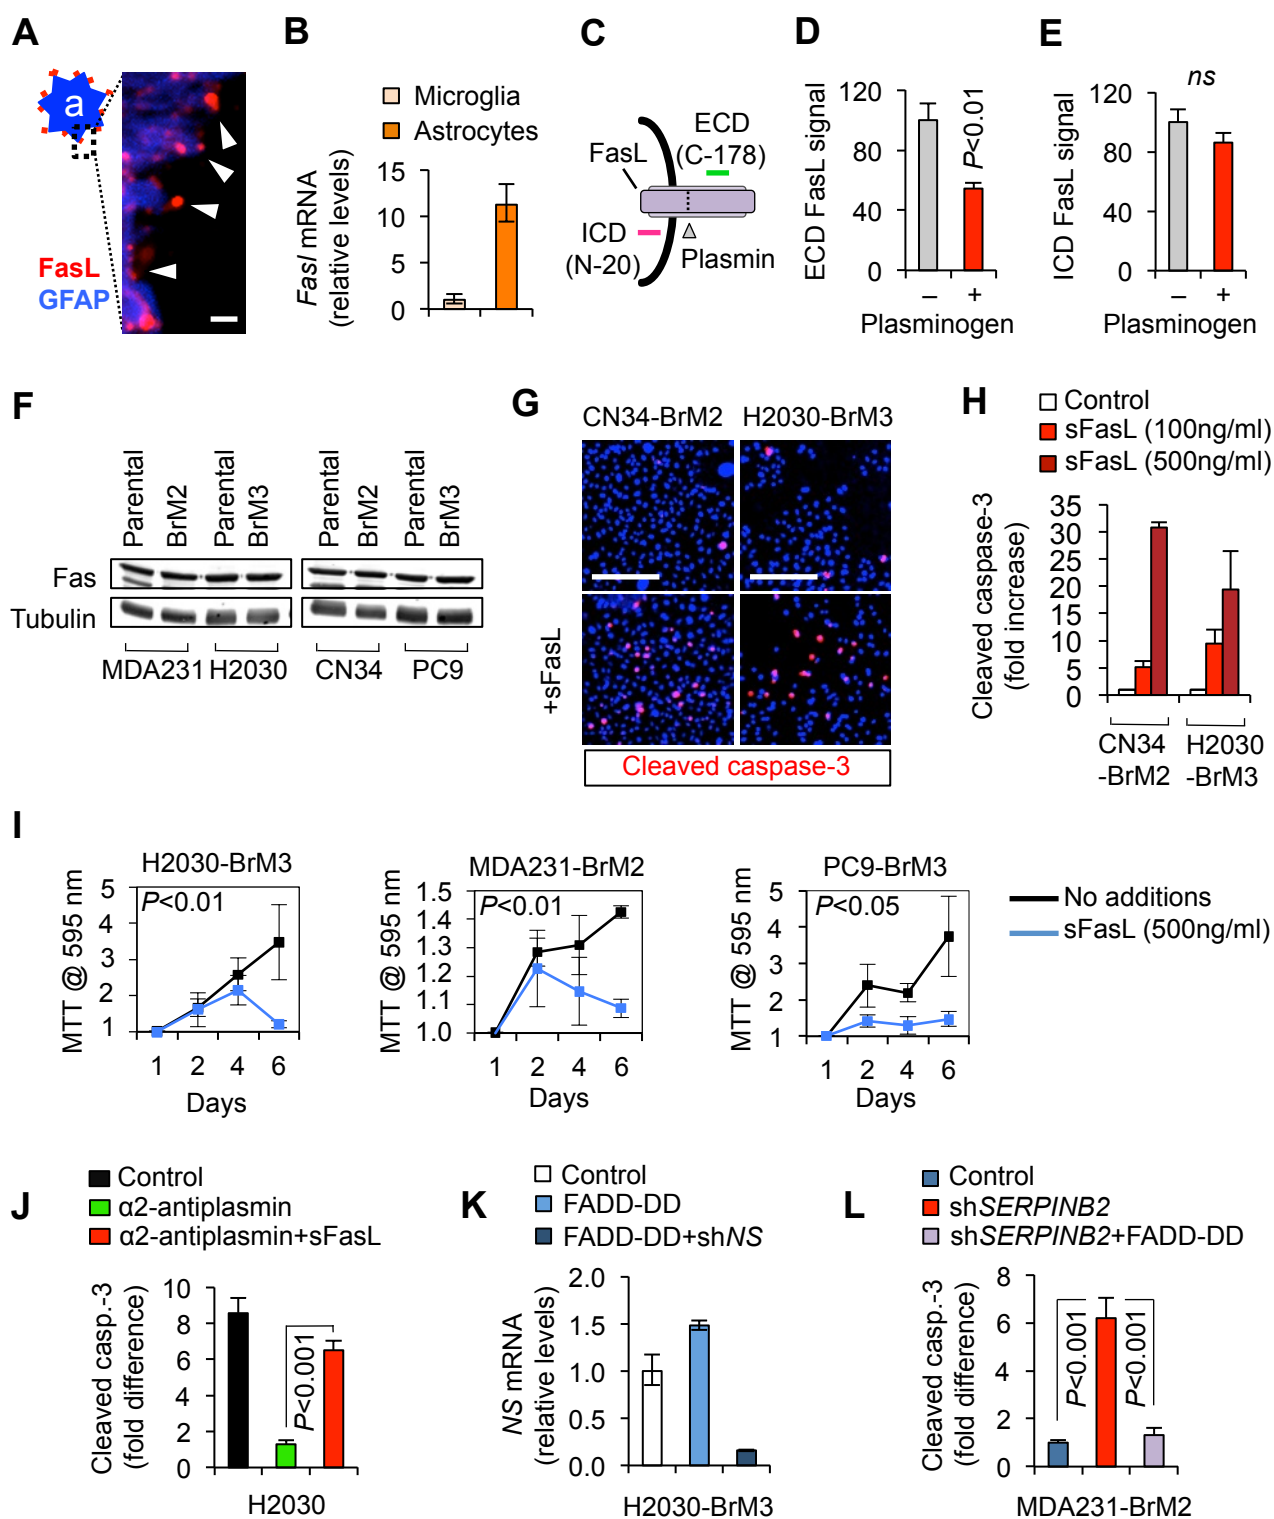 A
a
FasL
GFAP
B
Microglia
Astrocytes
Fasl mRNA
(relative levels)
15
10
5
0
C
ECD
(C-178)
FasL
ICD
(N-20)
Plasmin
D
ECD FasL signal
120
80
40
0
P<0.01
– +
Plasminogen
E
ICD FasL signal
ns
120
80
40
0
– +
Plasminogen
F
Parental
BrM2
Parental
BrM3
Parental
BrM2
Parental
BrM3
Fas
Tubulin
MDA231 H2030 CN34 PC9
G
CN34-BrM2 H2030-BrM3
+sFasL
Cleaved caspase-3
H
Control
sFasL (100ng/ml)
sFasL (500ng/ml)
Cleaved caspase-3
(fold increase)
35
30
25
20
15
10
5
0
CN34
-BrM2
H2030
-BrM3
I
H2030-BrM3
P<0.01
MTT @ 595 nm
5
4
3
2
1
1 2 4 6
Days
MDA231-BrM2
P<0.01
MTT @ 595 nm
1.5
1.4
1.3
1.2
1.1
1.0
1 2 4 6
Days
PC9-BrM3
P<0.05
MTT @ 595 nm
5
4
3
2
1
1 2 4 6
Days
No additions
sFasL (500ng/ml)
J
Control
α2-antiplasmin
α2-antiplasmin+sFasL
Cleaved casp.-3
(fold difference)
10
8
6
4
2
0
P<0.001
H2030
K
Control
FADD-DD
FADD-DD+shNS
NS mRNA
(relative levels)
2.0
1.5
1.0
0.5
0.0
H2030-BrM3
L
Control
shSERPINB2
shSERPINB2+FADD-DD
Cleaved casp.-3
(fold difference)
8
6
4
2
0
P<0.001
P<0.001
MDA231-BrM2